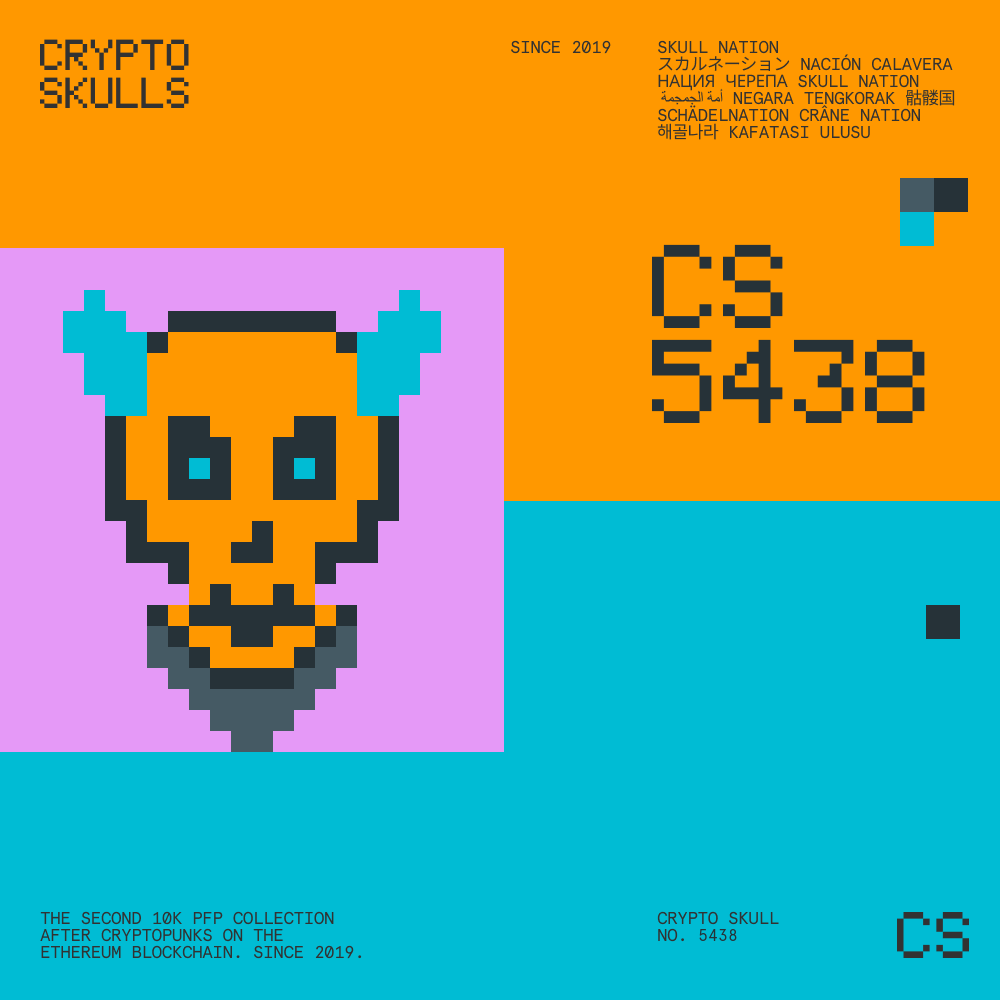 CRYPTO
SKULLS
SINCE 2019
SKULL NATION
スカルネーション NACIÓN CALAVERA
НАЦИЯ ЧЕРЕПА SKULL NATION
أمة الجمجمة NEGARA TENGKORAK 骷髅国
SCHÄDELNATION CRÂNE NATION
해골나라 KAFATASI ULUSU
CS
5438
THE SECOND 10K PFP COLLECTION
AFTER CRYPTOPUNKS ON THE
ETHEREUM BLOCKCHAIN. SINCE 2019.
CRYPTO SKULL
NO. 5438
CS